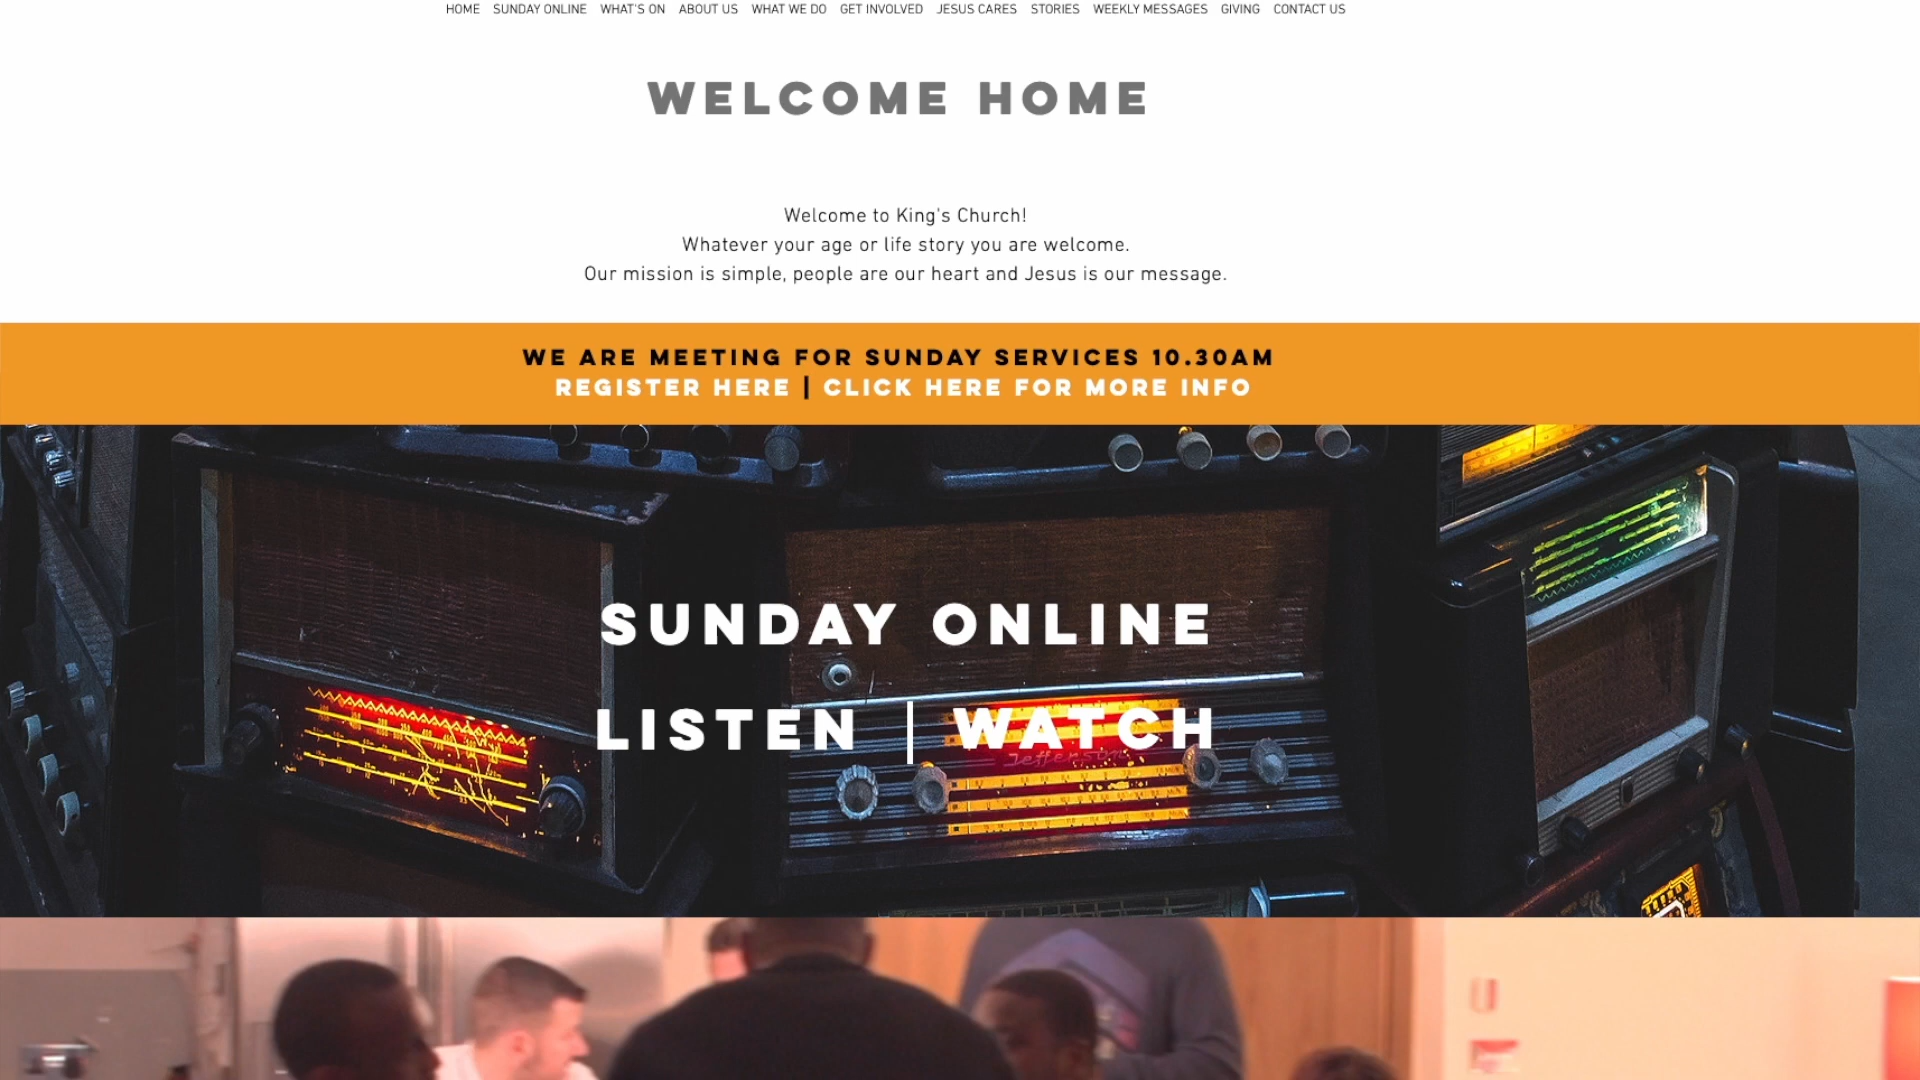 HOME SUNDAY ONLINE WHAT'S ON ABOUT US WHAT WE DO GET INVOLVED JESUS CARES STORIES WEEKLY MESSAGES GIVING CONTACT US
WELCOME HOME
Welcome to King's Church!
Whatever your age or life story you are welcome.
Our mission is simple, people are our heart and Jesus is our message.
WE ARE MEETING FOR SUNDAY SERVICES 10.30AM
REGISTER HERE | CLICK HERE FOR MORE INFO
SUNDAY ONLINE
LISTEN | WATCH
Jefferson